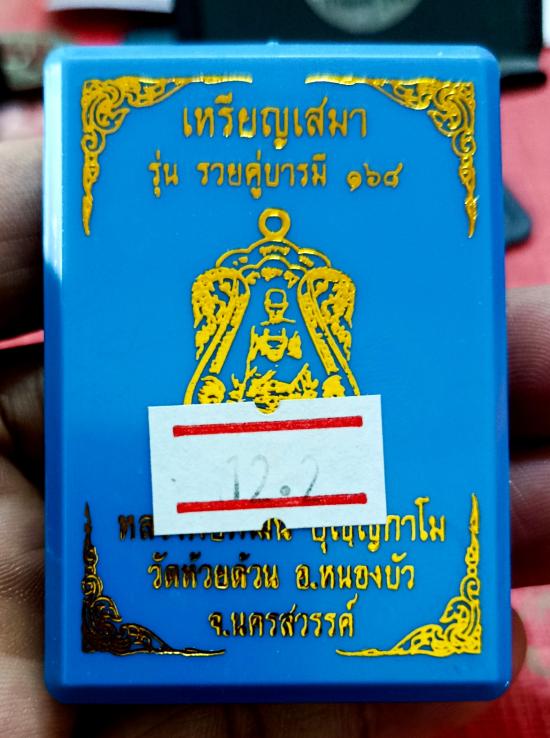 เหรียญเสมา
รุ่น รวยคู่บารมี ๑๖๘
12.2
ปุญญกาโม
วัดห้วยด้วน อ.หนองบัว
จ.นครสวรรค์